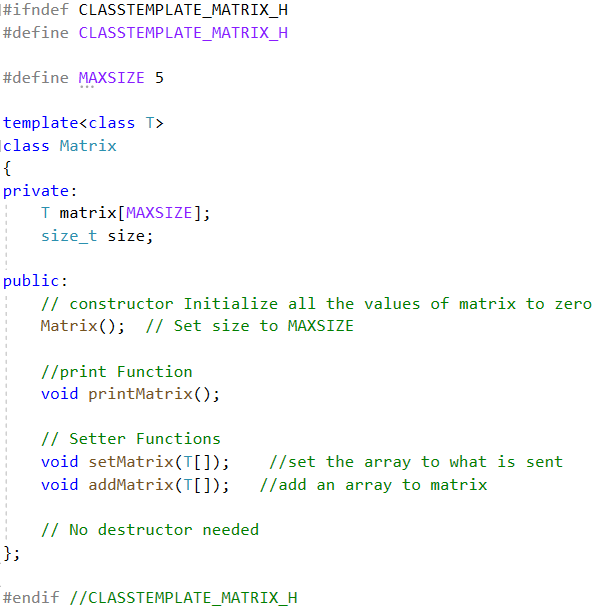 #ifndef CLASSTEMPLATE_MATRIX_H
#define CLASSTEMPLATE_MATRIX_H
#define MAXSIZE 5
template<class T>
class Matrix
{
private:
    T matrix[MAXSIZE];
    size_t size;
public:
    // constructor Initialize all the values of matrix to zero
    Matrix();  // Set size to MAXSIZE
    //print Function
    void printMatrix();
    // Setter Functions
    void setMatrix(T[]);    //set the array to what is sent
    void addMatrix(T[]);   //add an array to matrix
    // No destructor needed
};
#endif //CLASSTEMPLATE_MATRIX_H